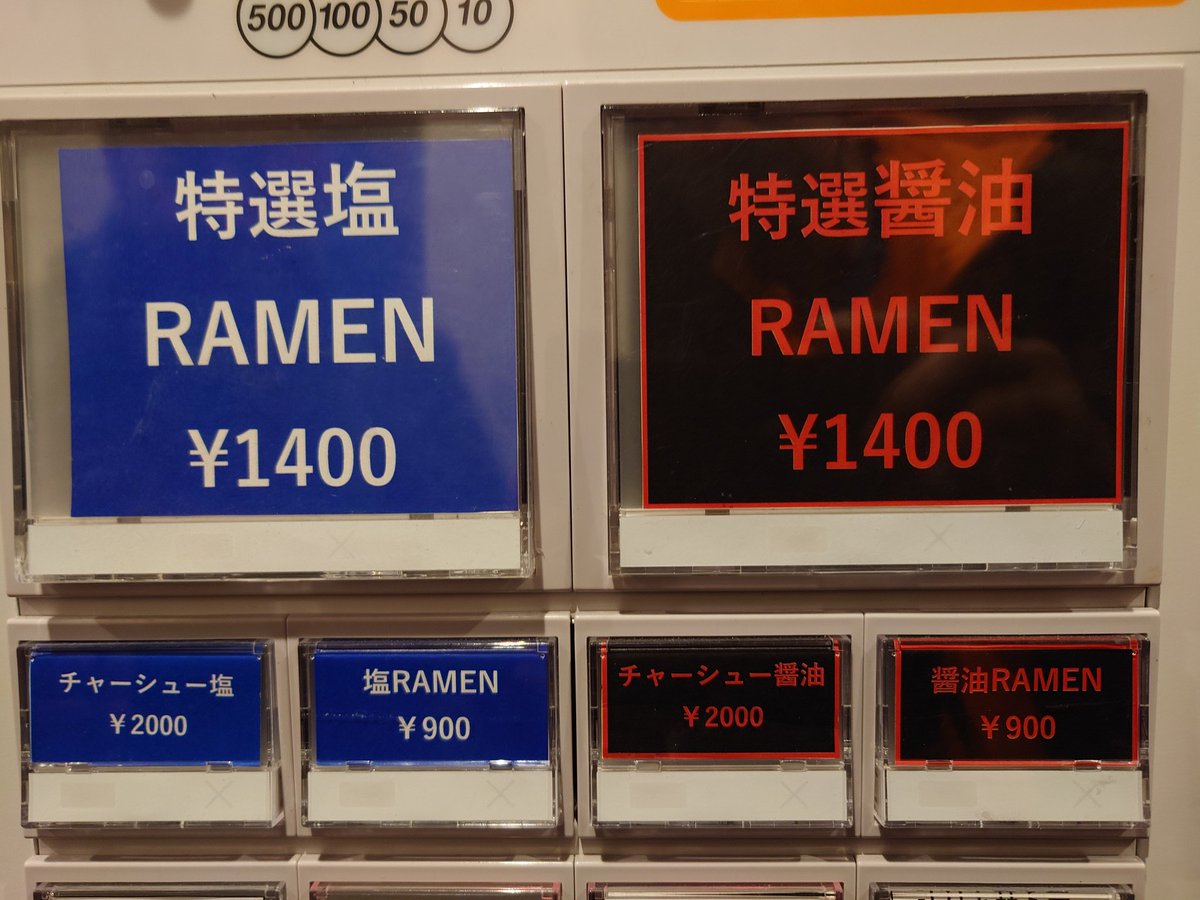 500 100 50 10
特選塩
RAMEN
¥1400
特選醤油
RAMEN
¥1400
チャーシュー塩
¥2000
塩RAMEN
¥900
チャーシュー醤油
¥2000
醤油RAMEN
¥900